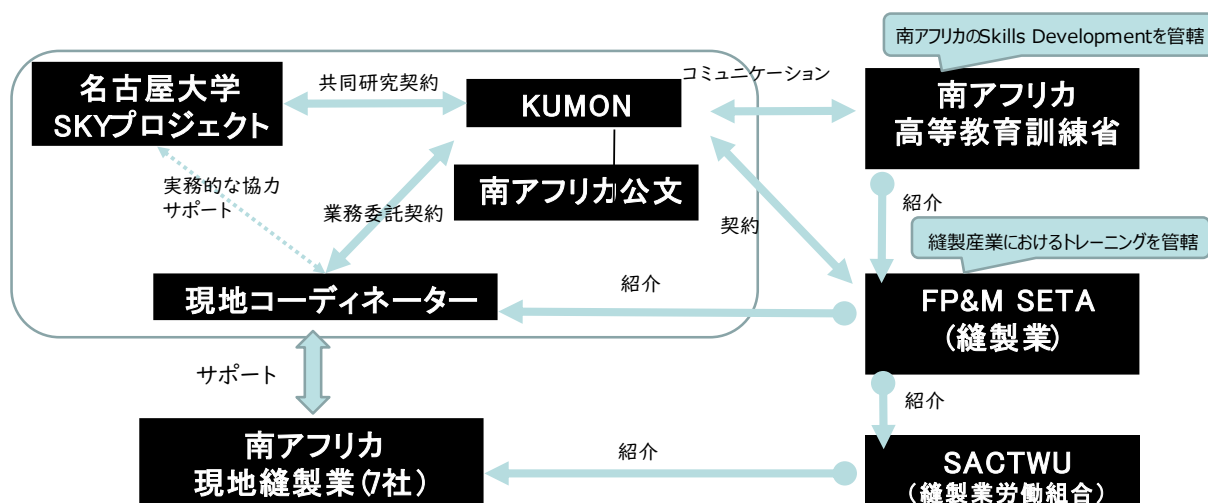 南アフリカのSkills Developmentを管轄
名古屋大学
SKYプロジェクト
共同研究契約
KUMON
コミュニケーション
南アフリカ
高等教育訓練省
南アフリカ公文
実務的な協力
サポート
業務委託契約
契約
紹介
縫製産業におけるトレーニングを管轄
現地コーディネーター
紹介
FP&M SETA
(縫製業)
サポート
紹介
南アフリカ
現地縫製業(7社)
紹介
SACTWU
(縫製業労働組合)